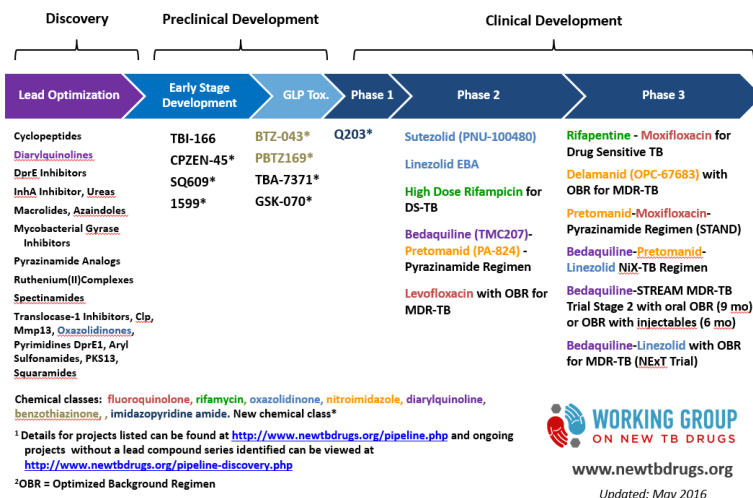 Discovery
Preclinical Development
Clinical Development
Lead Optimization
Early Stage
Development
GLP Tox.
Phase 1
Phase 2
Phase 3
Cyclopeptides
Diarylquinolines
DprE Inhibitors
InhA Inhibitor, Ureas
Macrolides, Azaindoles
Mycobacterial Gyrase
Inhibitors
Pyrazinamide Analogs
Ruthenium(II)Complexes
Spectinamides
Translocase-1 Inhibitors, Clp,
Mmp13, Oxazolidinones,
Pyrimidines DprE1, Aryl
Sulfonamides, PKS13,
Squaramides
TBI-166
CPZEN-45*
SQ609*
1599*
BTZ-043*
PBTZ169*
TBA-7371*
GSK-070*
Q203*
Sutezolid (PNU-100480)
Linezolid EBA
High Dose Rifampicin for
DS-TB
Bedaquiline (TMC207)-
Pretomanid (PA-824) -
Pyrazinamide Regimen
Levofloxacin with OBR for
MDR-TB
Rifapentine - Moxifloxacin for
Drug Sensitive TB
Delamanid (OPC-67683) with
OBR for MDR-TB
Pretomanid-Moxifloxacin-
Pyrazinamide Regimen (STAND)
Bedaquiline-Pretomanid-
Linezolid NiX-TB Regimen
Bedaquiline-STREAM MDR-TB
Trial Stage 2 with oral OBR (9 mo)
or OBR with injectables (6 mo)
Bedaquiline-Linezolid with OBR
for MDR-TB (NExT Trial)
Chemical classes: fluoroquinolone, rifamycin, oxazolidinone, nitroimidazole, diarylquinoline,
benzothiazinone, , imidazopyridine amide. New chemical class*
1 Details for projects listed can be found at http://www.newtbdrugs.org/pipeline.php and ongoing
projects without a lead compound series identified can be viewed at
http://www.newtbdrugs.org/pipeline-discovery.php
2OBR = Optimized Background Regimen
WORKING GROUP
ON NEW TB DRUGS
www.newtbdrugs.org
Updated: May 2016